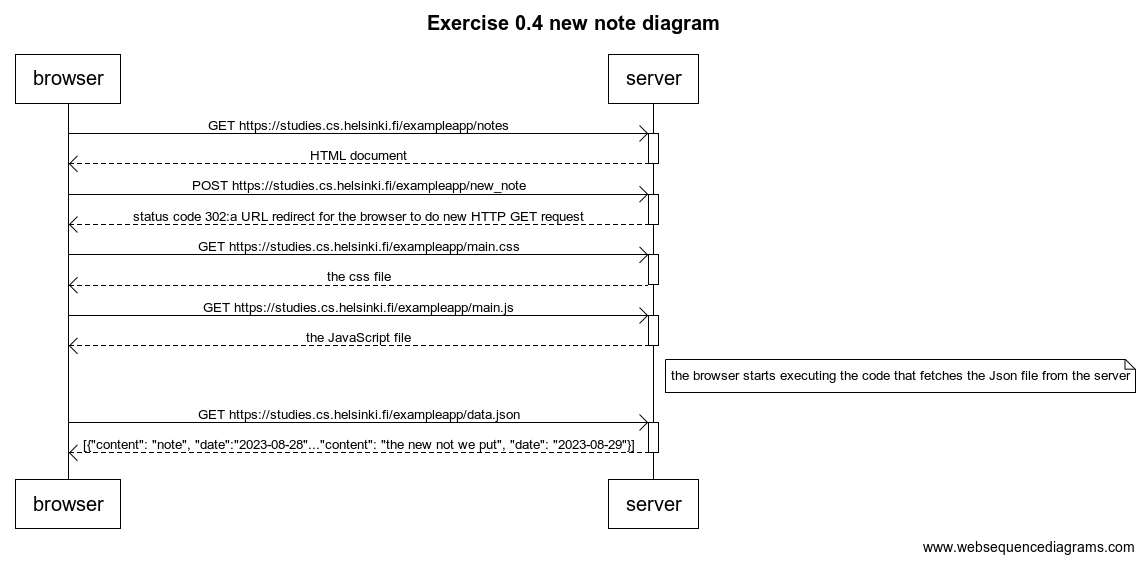 Exercise 0.4 new note diagram
browser
server
GET https://studies.cs.helsinki.fi/exampleapp/notes
HTML document
POST https://studies.cs.helsinki.fi/exampleapp/new_note
status code 302:a URL redirect for the browser to do new HTTP GET request
GET https://studies.cs.helsinki.fi/exampleapp/main.css
the css file
GET https://studies.cs.helsinki.fi/exampleapp/main.js
the JavaScript file
the browser starts executing the code that fetches the Json file from the server
GET https://studies.cs.helsinki.fi/exampleapp/data.json
[{"content": "note", "date":"2023-08-28"..."content": "the new not we put", "date": "2023-08-29"}]
browser
server
www.websequencediagrams.com